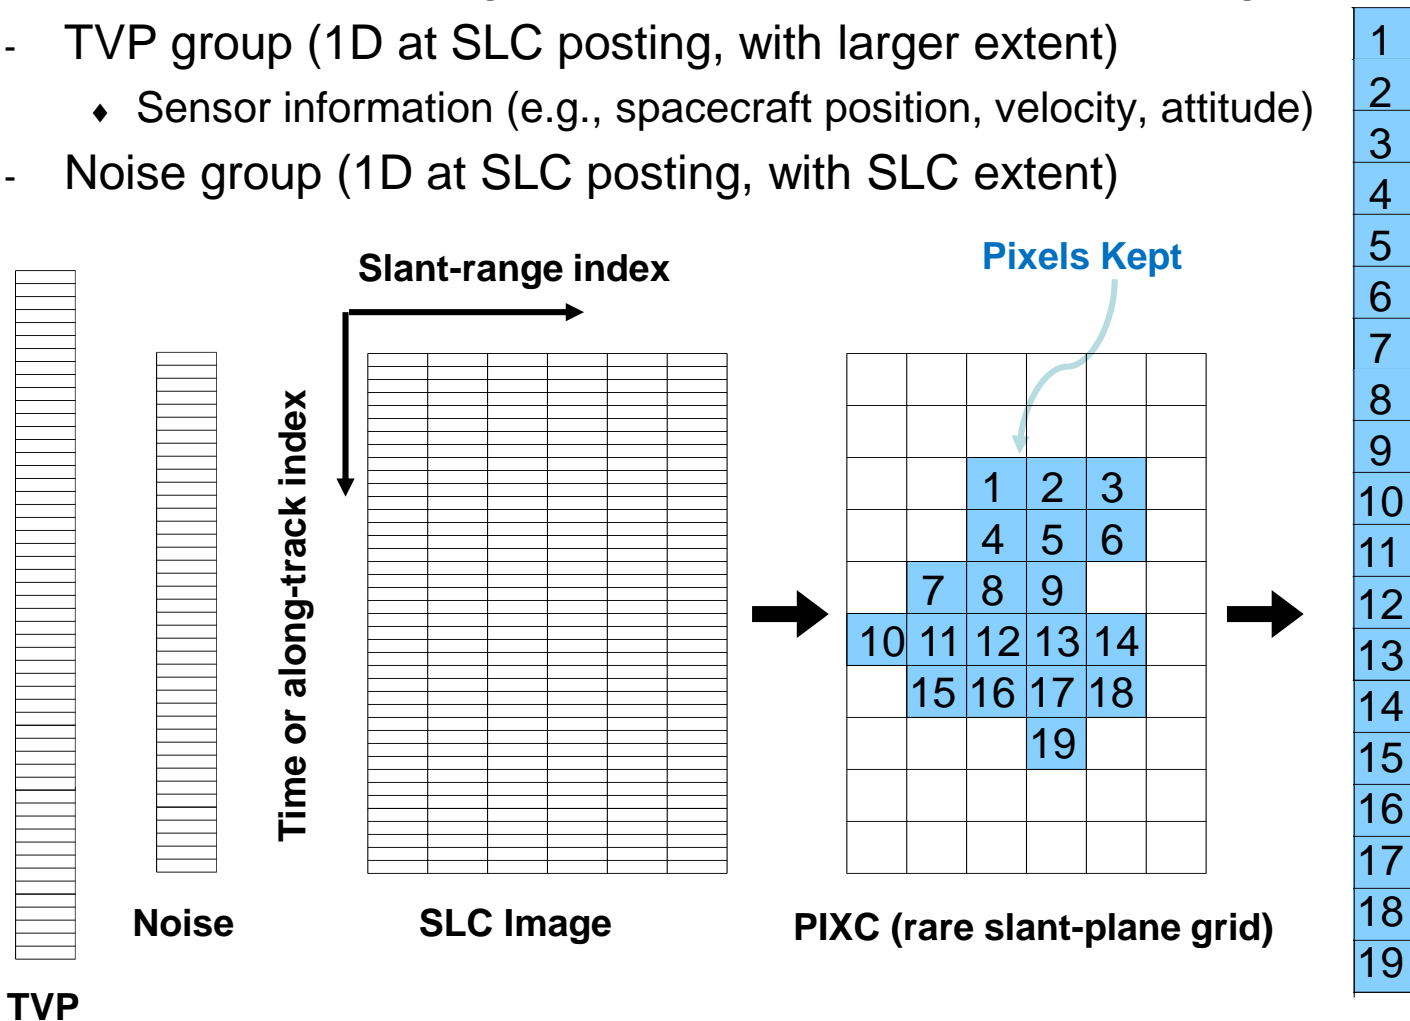 - TVP group (1D at SLC posting, with larger extent)
♦ Sensor information (e.g., spacecraft position, velocity, attitude)
- Noise group (1D at SLC posting, with SLC extent)
Slant-range index
Pixels Kept
Time or along-track index
1 2 3
4 5 6
7 8 9
10 11 12 13 14
15 16 17 18
19
Noise
SLC Image
PIXC (rare slant-plane grid)
TVP
1
2
3
4
5
6
7
8
9
10
11
12
13
14
15
16
17
18
19